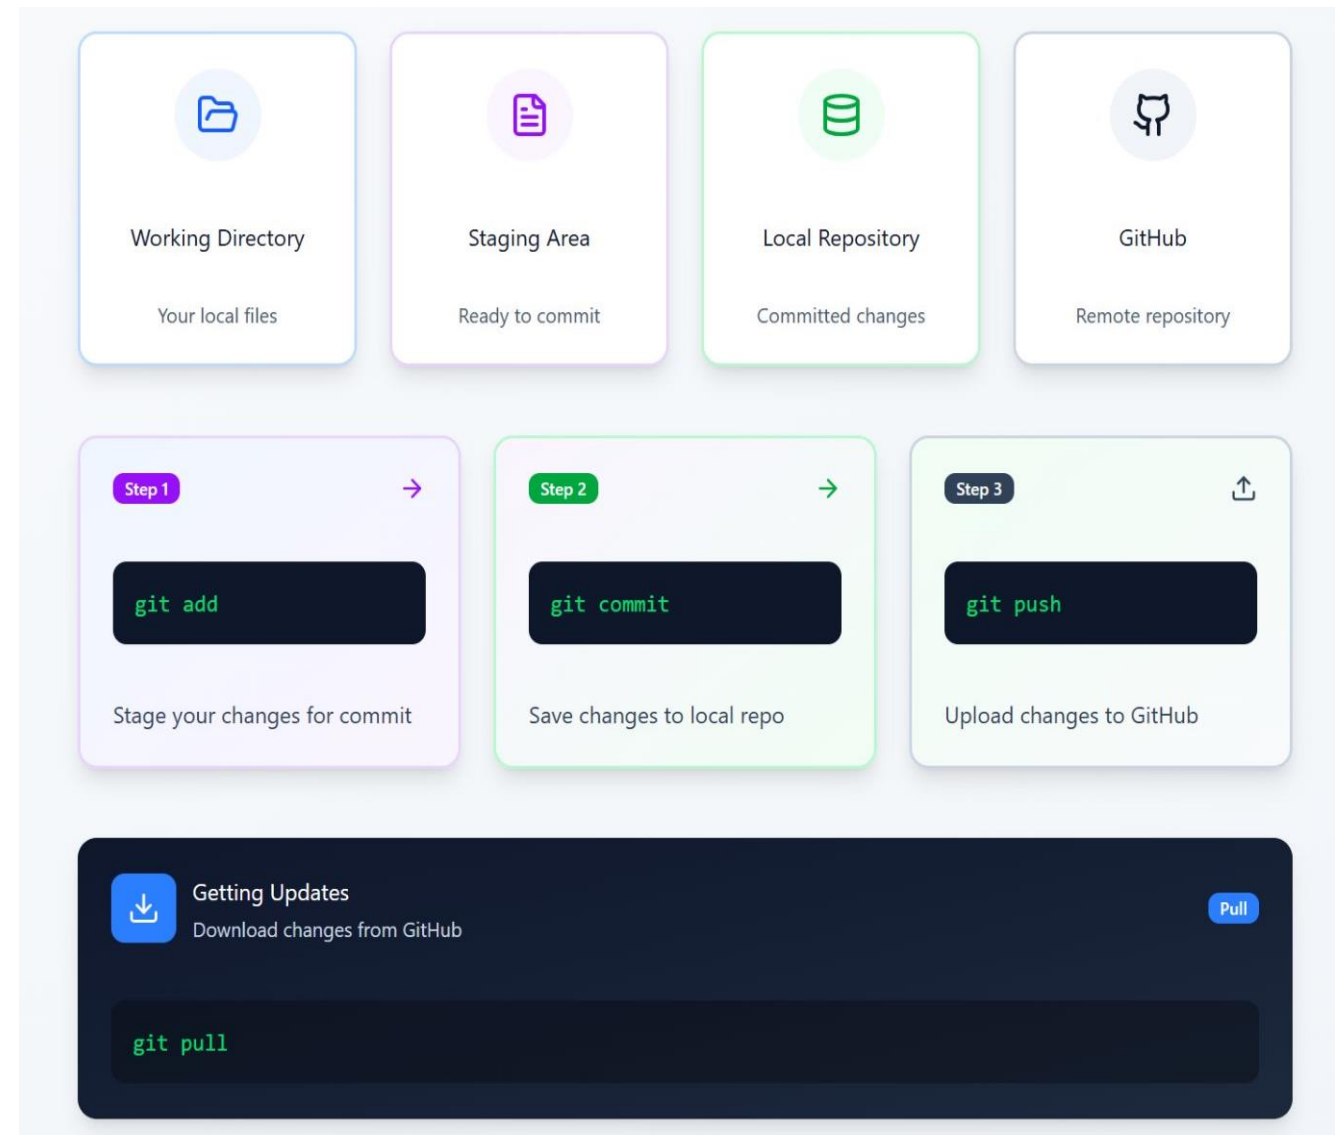 Working Directory
Your local files
Staging Area
Ready to commit
Local Repository
Committed changes
GitHub
Remote repository
Step 1
git add
Stage your changes for commit
Step 2
git commit
Save changes to local repo
Step 3
git push
Upload changes to GitHub
Getting Updates
Download changes from GitHub
Pull
git pull